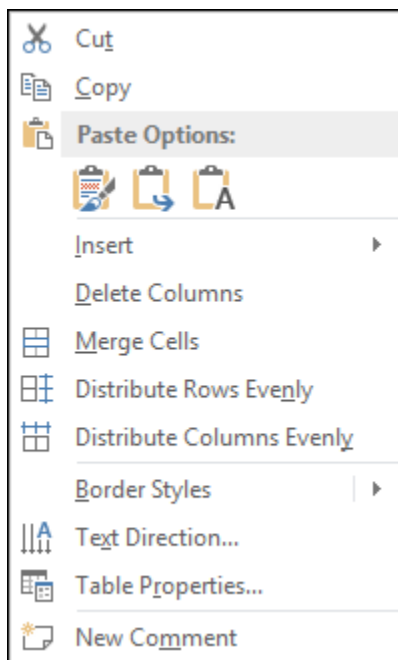 Cut
Copy
Paste Options:
Insert
Delete Columns
Merge Cells
Distribute Rows Evenly
Distribute Columns Evenly
Border Styles
Text Direction...
Table Properties...
New Comment